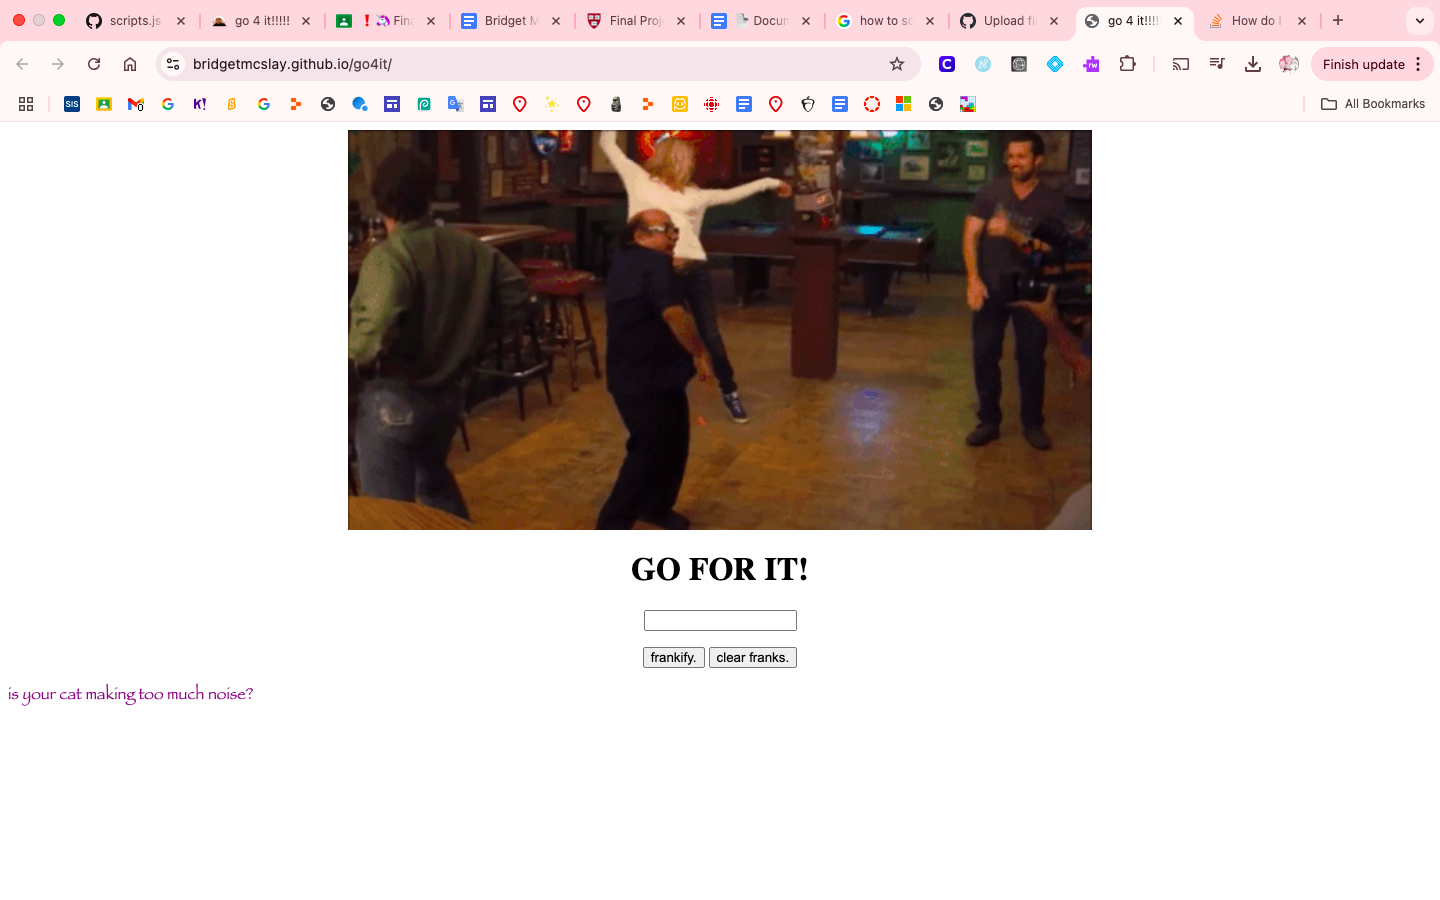 scripts.js
go 4 it!!!!!
Fina
Bridget M
Final Proj
Docun
how to sc
Upload fil
go 4 it!!!!
How do I
bridgetmcslay.github.io/go4it/
Finish update
SIS
K!
All Bookmarks
GO FOR IT!
frankify.
clear franks.
is your cat making too much noise?